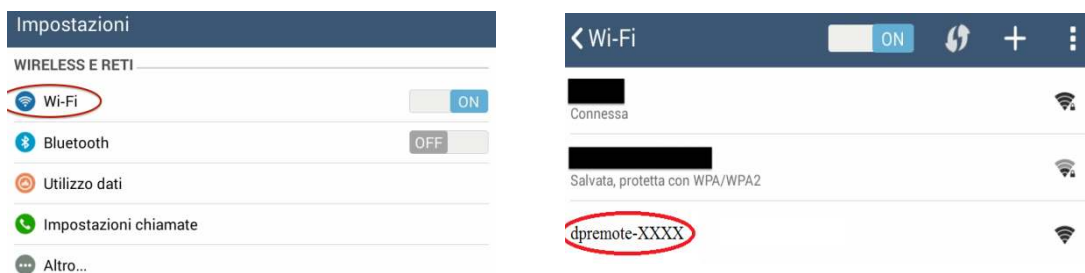 Impostazioni
WIRELESS E RETI
Wi-Fi
ON
Bluetooth
OFF
Utilizzo dati
Impostazioni chiamate
Altro...
Wi-Fi
ON
Connessa
Salvata, protetta con WPA/WPA2
dpremote-XXXX